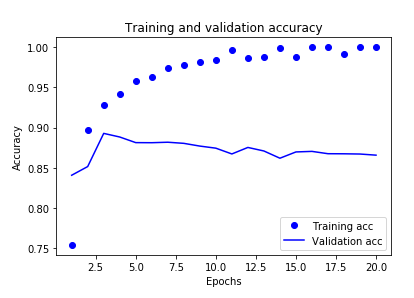 Training and validation accuracy
1.00
0.95
0.90
0.85
0.80
0.75
Accuracy
Training acc
Validation acc
2.5 5.0 7.5 10.0 12.5 15.0 17.5 20.0
Epochs